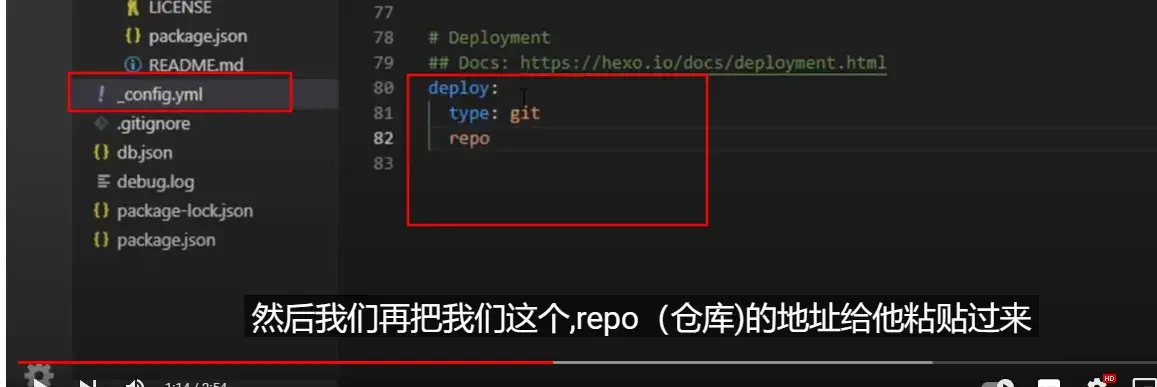 LICENSE
{} package.json
README.md
! _config.yml
.gitignore
{} db.json
debug.log
{} package-lock.json
{} package.json
77
78 # Deployment
79 ## Docs: https://hexo.io/docs/deployment.html
80 deploy:
81 type: git
82 repo
83
然后我们再把我们这个,repo（仓库)的地址给他粘贴过来
1:14 / 2:54
HD